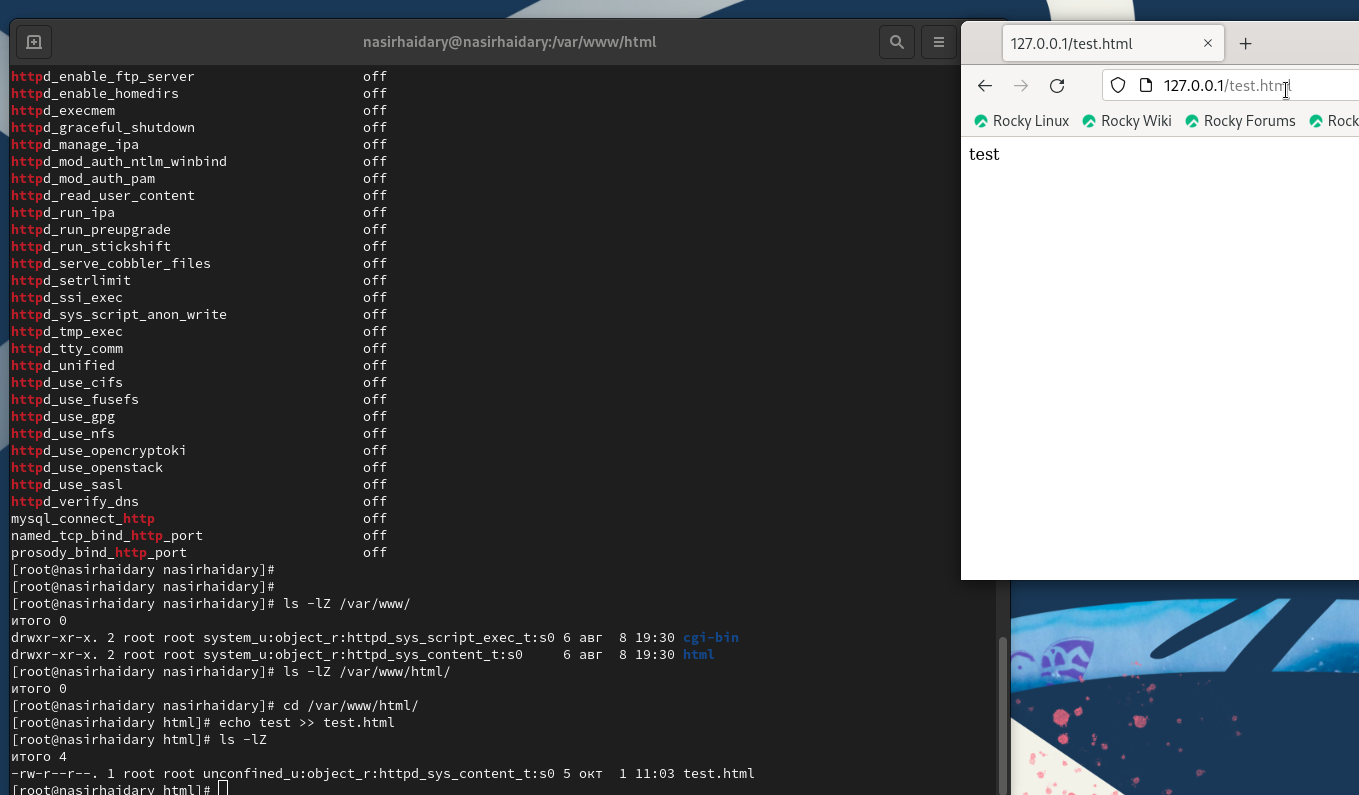 nasirhaidary@nasirhaidary:/var/www/html
httpd_enable_ftp_server off
httpd_enable_homedirs off
httpd_execmem off
httpd_graceful_shutdown off
httpd_manage_ipa off
httpd_mod_auth_ntlm_winbind off
httpd_mod_auth_pam off
httpd_read_user_content off
httpd_run_ipa off
httpd_run_preupgrade off
httpd_run_stickshift off
httpd_serve_cobbler_files off
httpd_setrlimit off
httpd_ssi_exec off
httpd_sys_script_anon_write off
httpd_tmp_exec off
httpd_tty_comm off
httpd_unified off
httpd_use_cifs off
httpd_use_fusefs off
httpd_use_gpg off
httpd_use_nfs off
httpd_use_opencryptoki off
httpd_use_openstack off
httpd_use_sasl off
httpd_verify_dns off
mysql_connect_http off
named_tcp_bind_http_port off
prosody_bind_http_port off
[root@nasirhaidary nasirhaidary]#
[root@nasirhaidary nasirhaidary]#
[root@nasirhaidary nasirhaidary]# ls -lZ /var/www/
итого 0
drwxr-xr-x. 2 root root system_u:object_r:httpd_sys_script_exec_t:s0 6 авг  8 19:30 cgi-bin
drwxr-xr-x. 2 root root system_u:object_r:httpd_sys_content_t:s0     6 авг  8 19:30 html
[root@nasirhaidary nasirhaidary]# ls -lZ /var/www/html/
итого 0
[root@nasirhaidary nasirhaidary]# cd /var/www/html/
[root@nasirhaidary html]# echo test >> test.html
[root@nasirhaidary html]# ls -lZ
итого 4
-rw-r--r--. 1 root root unconfined_u:object_r:httpd_sys_content_t:s0 5 окт  1 11:03 test.html
[root@nasirhaidary html]#
127.0.0.1/test.html
127.0.0.1/test.html
Rocky Linux Rocky Wiki Rocky Forums Rock
test